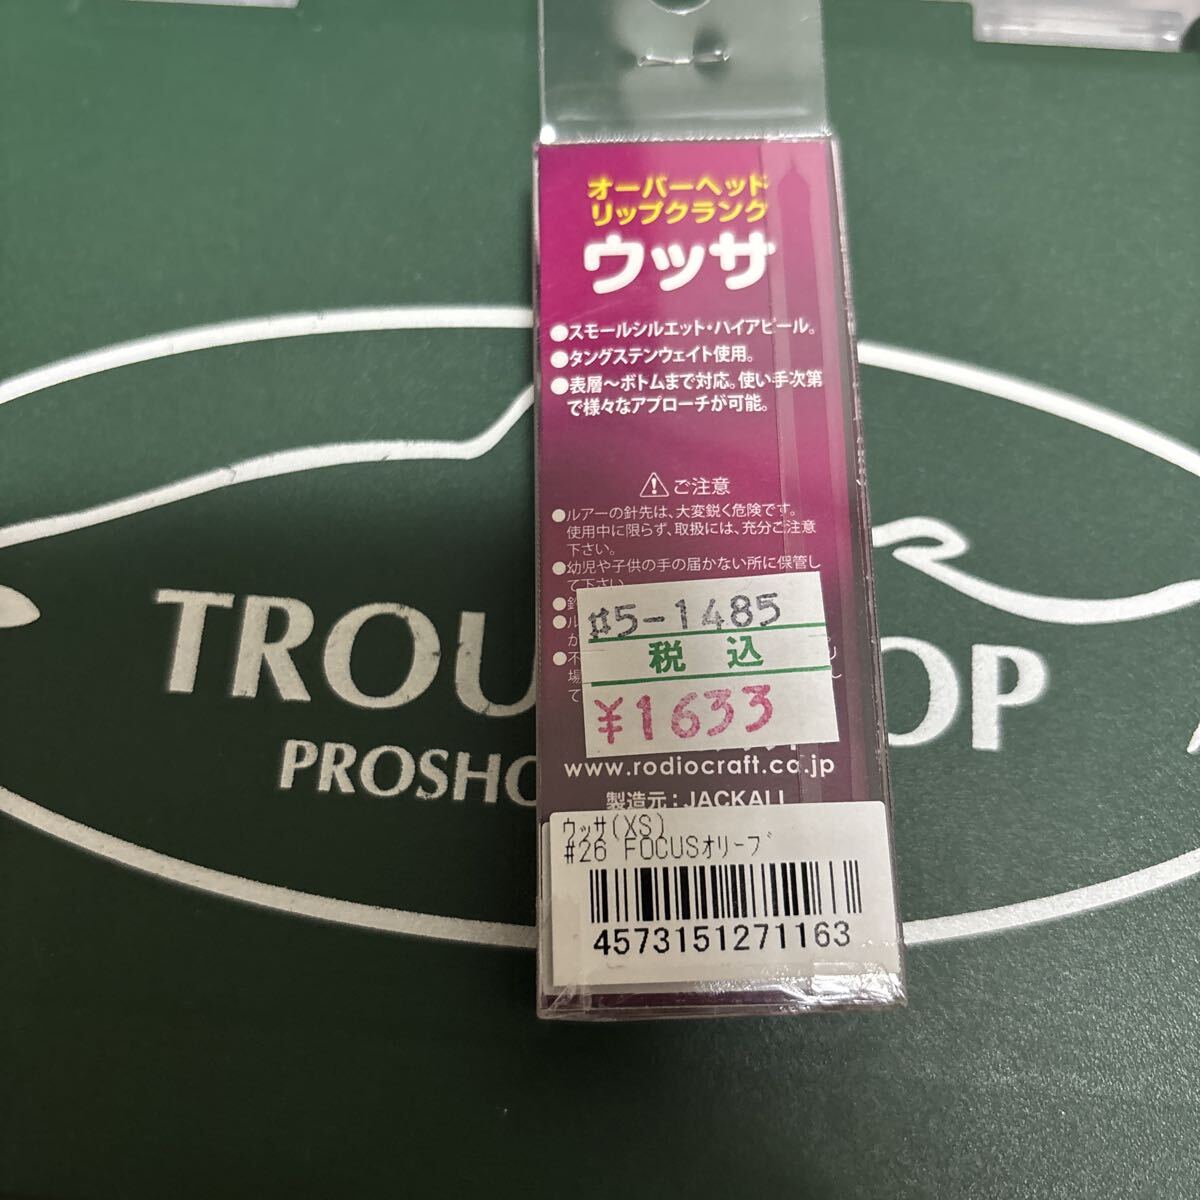 オーバーヘッド
リップクランク
ウッサ
●スモールシルエット・ハイアピール。
●タングステンウェイト使用。
●表層～ボトムまで対応。使い手次第
で様々なアプローチが可能。
ご注意
●ルアーの針先は、大変鋭く危険です。
使用中に限らず、取扱には、充分ご注意
下さい。
●幼児や子供の手の届かない所に保管し
て下さい
#5-1485
税込
¥1633
www.rodiocraft.co.jp
製造元：JACKALL
ウッサ(XS)
#26 FOCUSオリーブ
4573151271163
TROU
OP
PROSHO